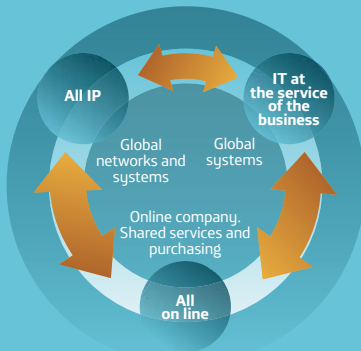 All IP
IT at
the service
of the
business
Global
networks and
systems
Global
systems
Online company.
Shared services and
purchasing
All
on line